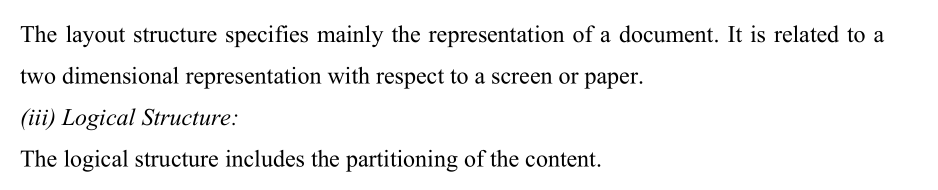 The layout structure specifies mainly the representation of a document. It is related to a
two dimensional representation with respect to a screen or paper.
(iii) Logical Structure:
The logical structure includes the partitioning of the content.